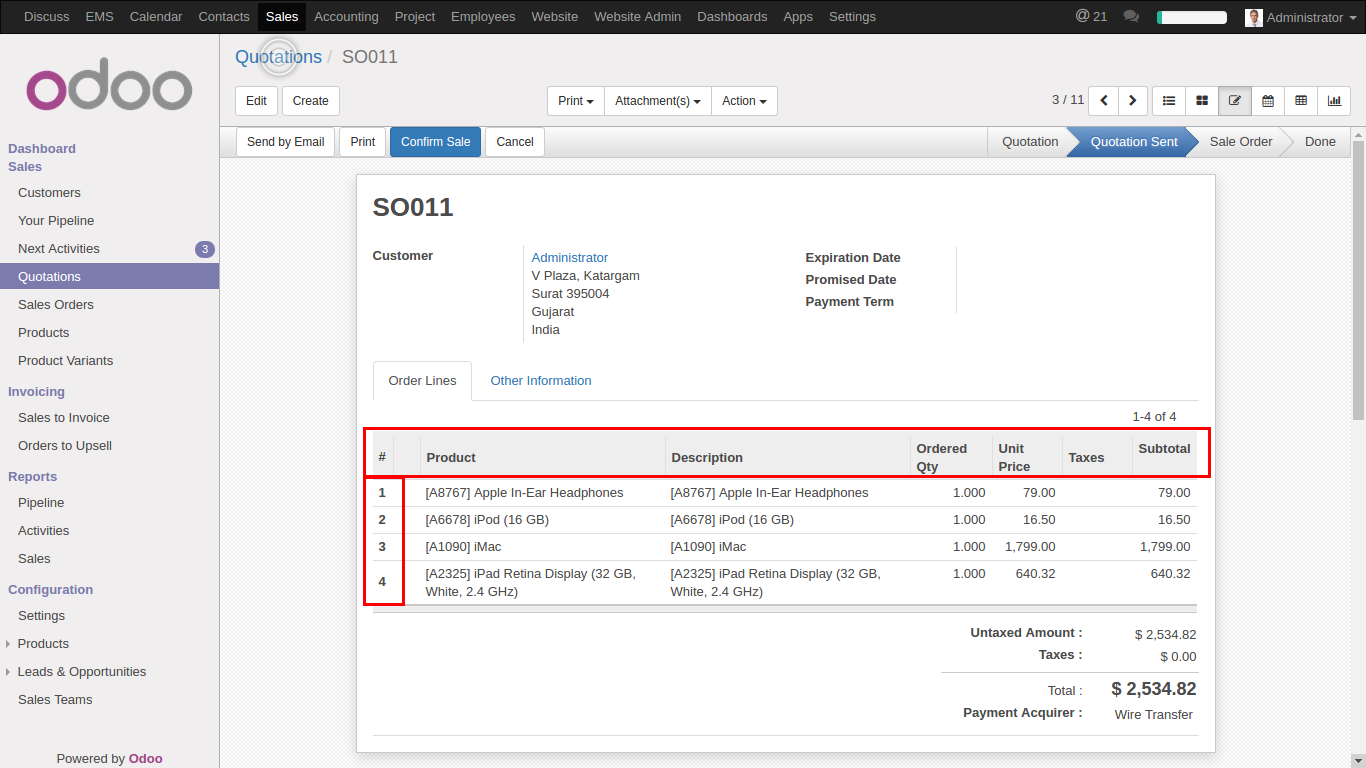 Discuss EMS Calendar Contacts Sales Accounting Project Employees Website Website Admin Dashboards Apps Settings @ 21 Administrator
odoo
Dashboard
Sales
Customers
Your Pipeline
Next Activities 3
Quotations
Sales Orders
Products
Product Variants
Invoicing
Sales to Invoice
Orders to Upsell
Reports
Pipeline
Activities
Sales
Configuration
Settings
Products
Leads & Opportunities
Sales Teams
Powered by Odoo
Quotations / SO011
Edit Create Print Attachment(s) Action 3 / 11
Send by Email Print Confirm Sale Cancel Quotation Quotation Sent Sale Order Done
SO011
Customer
Administrator
V Plaza, Katargam
Surat 395004
Gujarat
India
Expiration Date
Promised Date
Payment Term
Order Lines Other Information
1-4 of 4
# Product Description Ordered Qty Unit Price Taxes Subtotal
1 [A8767] Apple In-Ear Headphones [A8767] Apple In-Ear Headphones 1.000 79.00 79.00
2 [A6678] iPod (16 GB) [A6678] iPod (16 GB) 1.000 16.50 16.50
3 [A1090] iMac [A1090] iMac 1.000 1,799.00 1,799.00
4 [A2325] iPad Retina Display (32 GB, [A2325] iPad Retina Display (32 GB, 1.000 640.32 640.32
White, 2.4 GHz) White, 2.4 GHz)
Untaxed Amount : $ 2,534.82
Taxes : $ 0.00
Total : $ 2,534.82
Payment Acquirer : Wire Transfer